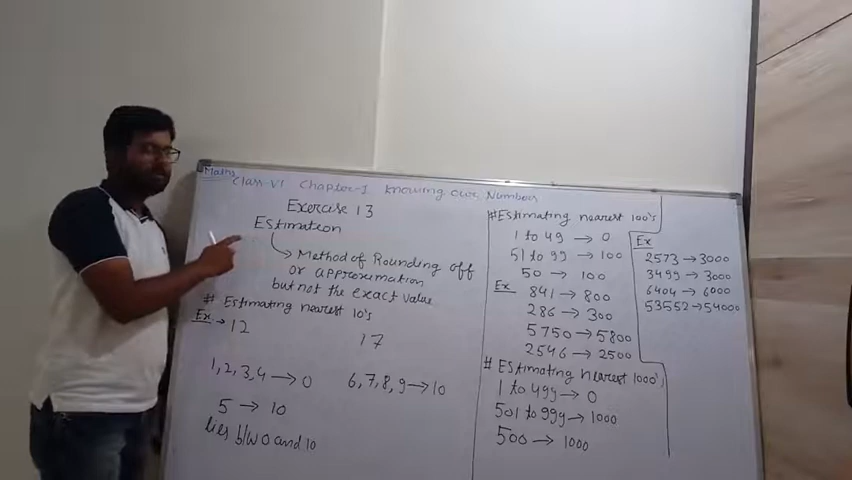 Maths
Class-VI Chapter-1 Knowing Our Numbers
Exercise 13
Estimation
Method of Rounding off
or approximation
but not the exact value
# Estimating nearest 10's
Ex → 12 17
1,2,3,4 → 0 6,7,8,9 → 10
5 → 10
lies b/w 0 and 10
# Estimating nearest 100's
1 to 49 → 0
51 to 99 → 100
50 → 100
Ex 841 → 800
286 → 300
5750 → 5800
2546 → 2500
# Estimating nearest 1000's
1 to 499 → 0
501 to 999 → 1000
500 → 1000
Ex
2573 → 3000
3499 → 3000
6404 → 6000
53552 → 54000